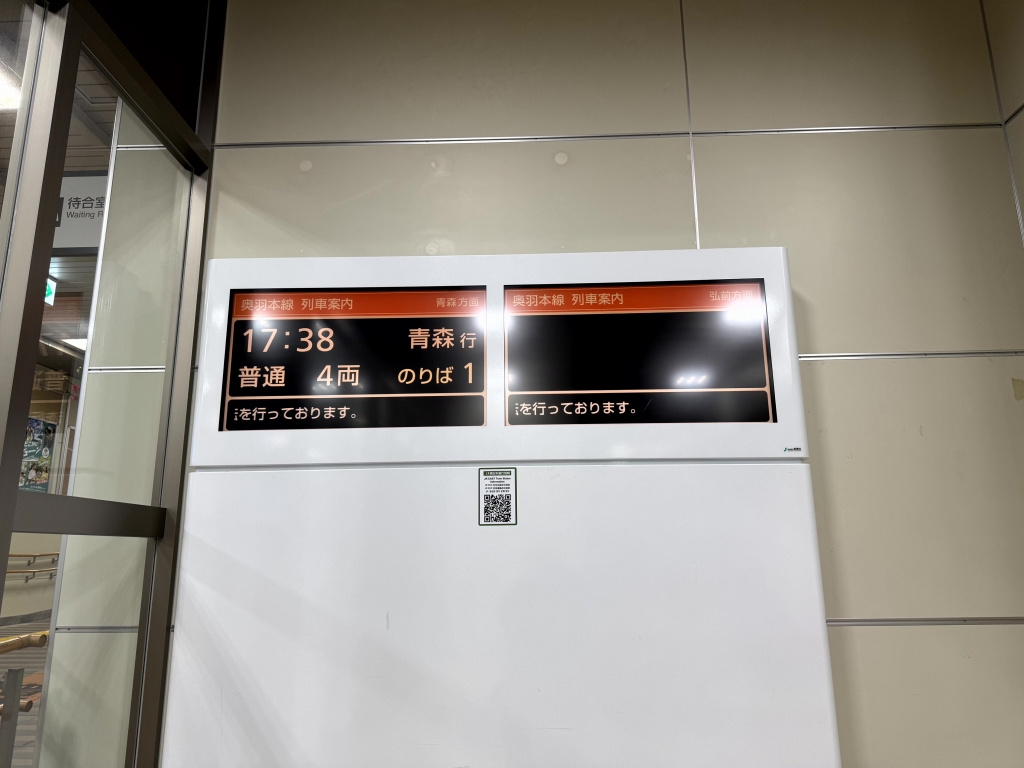 待合室
Waiting
奥羽本線 列車案内 青森方面
17:38 青森 行
普通 4両 のりば 1
を行っております。
奥羽本線 列車案内 弘前方面
を行っております。